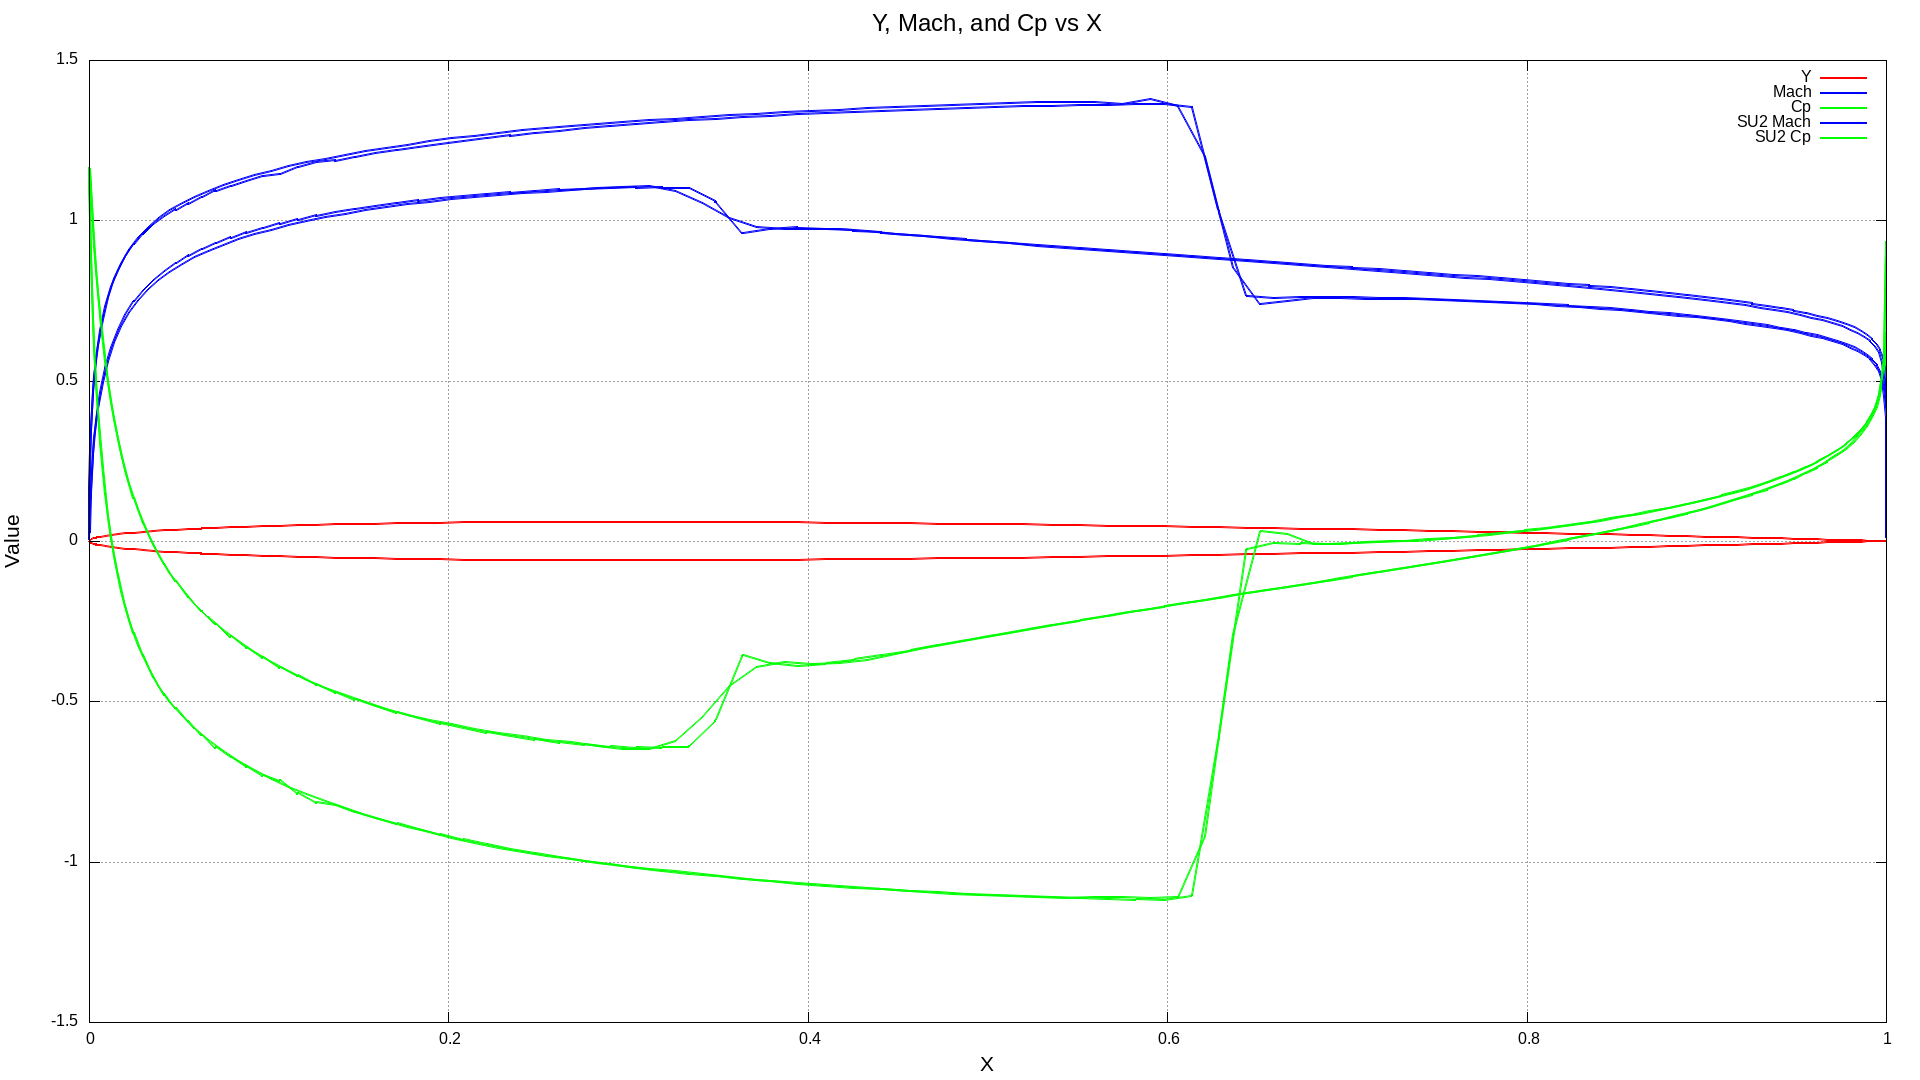 Y, Mach, and Cp vs X
Y
Mach
Cp
SU2 Mach
SU2 Cp
1.5
1
0.5
0
-0.5
-1
-1.5
Value
0 0.2 0.4 0.6 0.8 1
X